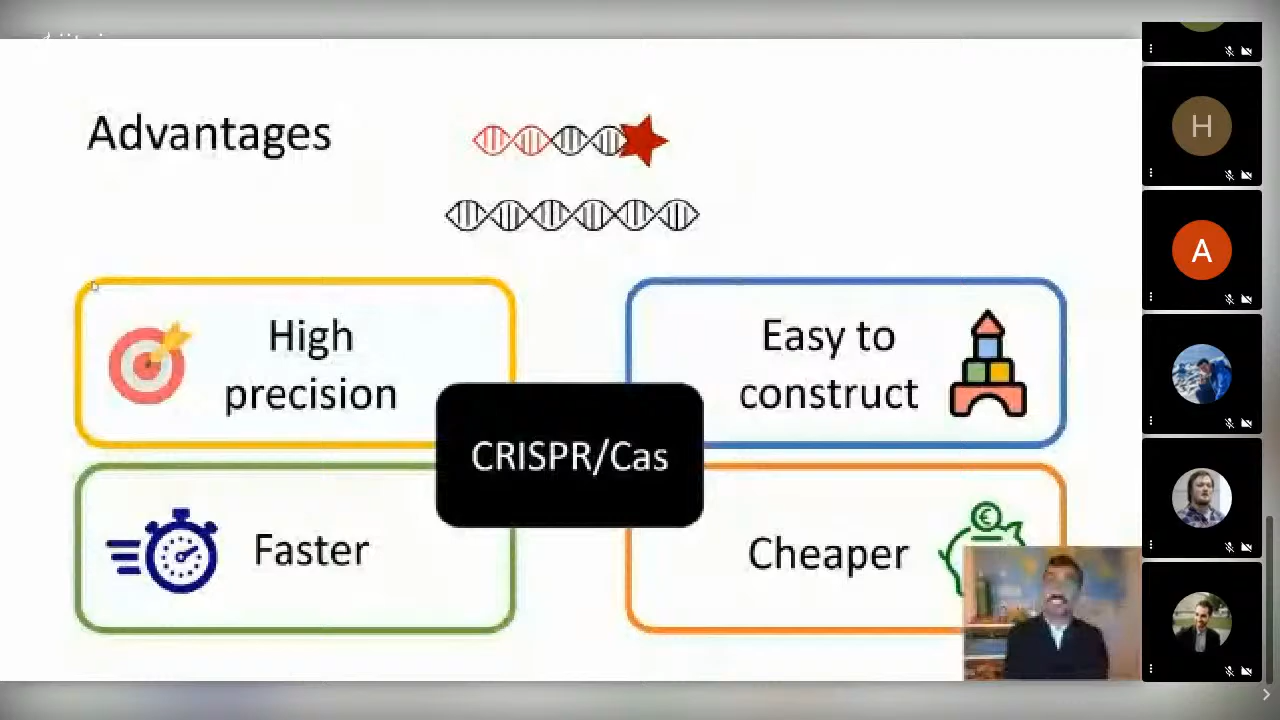 Advantages
High
precision
Easy to
construct
CRISPR/Cas
Faster
Cheaper
€
H
A